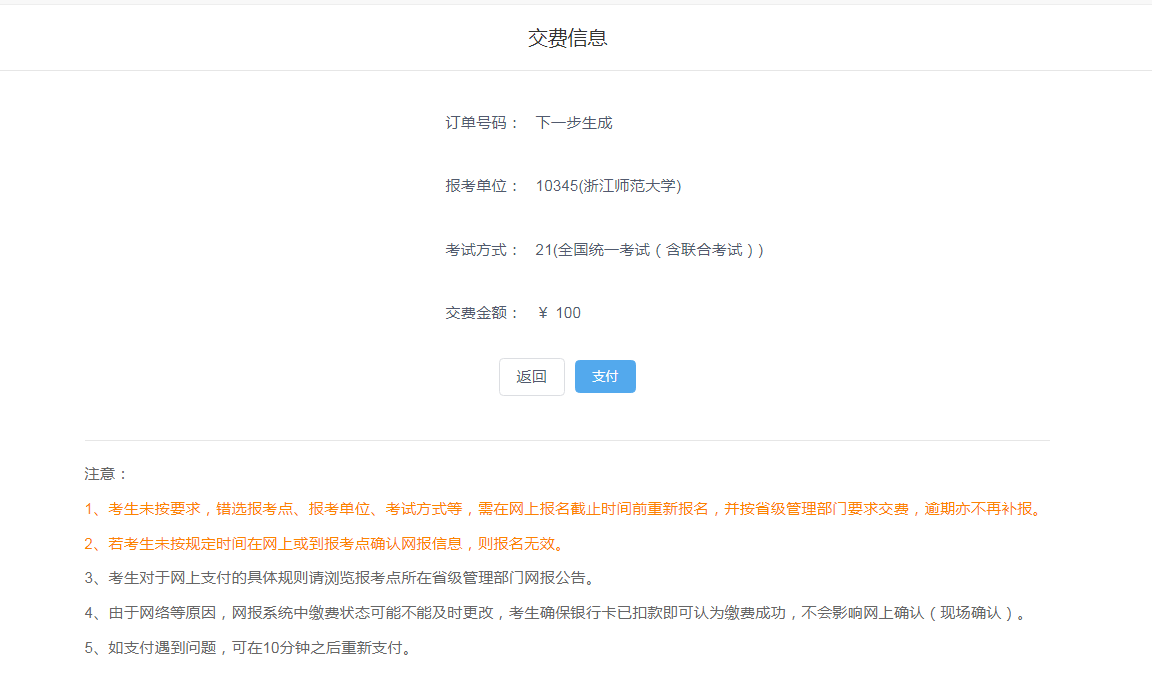 交费信息
订单号码： 下一步生成
报考单位： 10345(浙江师范大学)
考试方式： 21(全国统一考试（含联合考试）)
交费金额： ￥ 100
返回 支付
注意：
1、考生未按要求，错选报考点、报考单位、考试方式等，需在网上报名截止时间前重新报名，并按省级管理部门要求交费，逾期亦不再补报。
2、若考生未按规定时间在网上或到报考点确认网报信息，则报名无效。
3、考生对于网上支付的具体规则请浏览报考点所在省级管理部门网报公告。
4、由于网络等原因，网报系统中缴费状态可能不能及时更改，考生确保银行卡已扣款即可认为缴费成功，不会影响网上确认（现场确认）。
5、如支付遇到问题，可在10分钟之后重新支付。